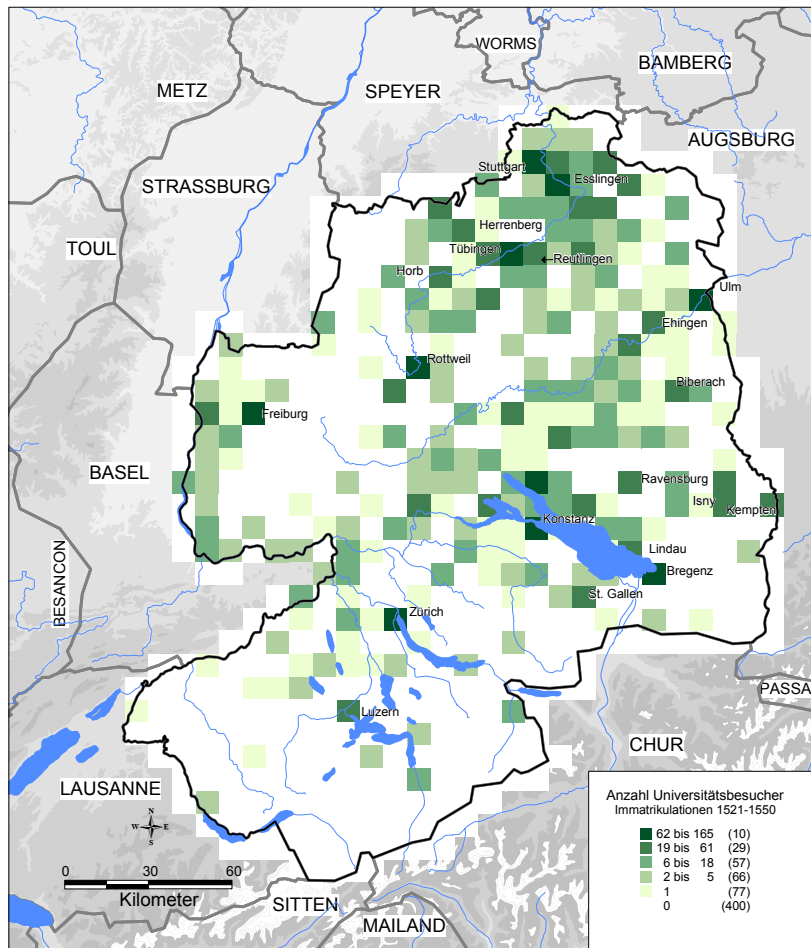 WORMS
BAMBERG
METZ
SPEYER
AUGSBURG
STRASSBURG
Stuttgart
Esslingen
TOUL
Herrenberg
Tübingen
←Reutlingen
Horb
Ulm
Ehingen
Rottweil
Biberach
Freiburg
BASEL
Ravensburg
Isny
Kempten
Konstanz
BESANCON
Lindau
Bregenz
St. Gallen
Zürich
PASSA
Luzern
CHUR
LAUSANNE
N
W E
S
0 30 60
Kilometer
SITTEN
MAILAND
Anzahl Universitätsbesucher
Immatrikulationen 1521-1550
62 bis 165 (10)
19 bis 61 (29)
6 bis 18 (57)
2 bis 5 (66)
1 (77)
0 (400)